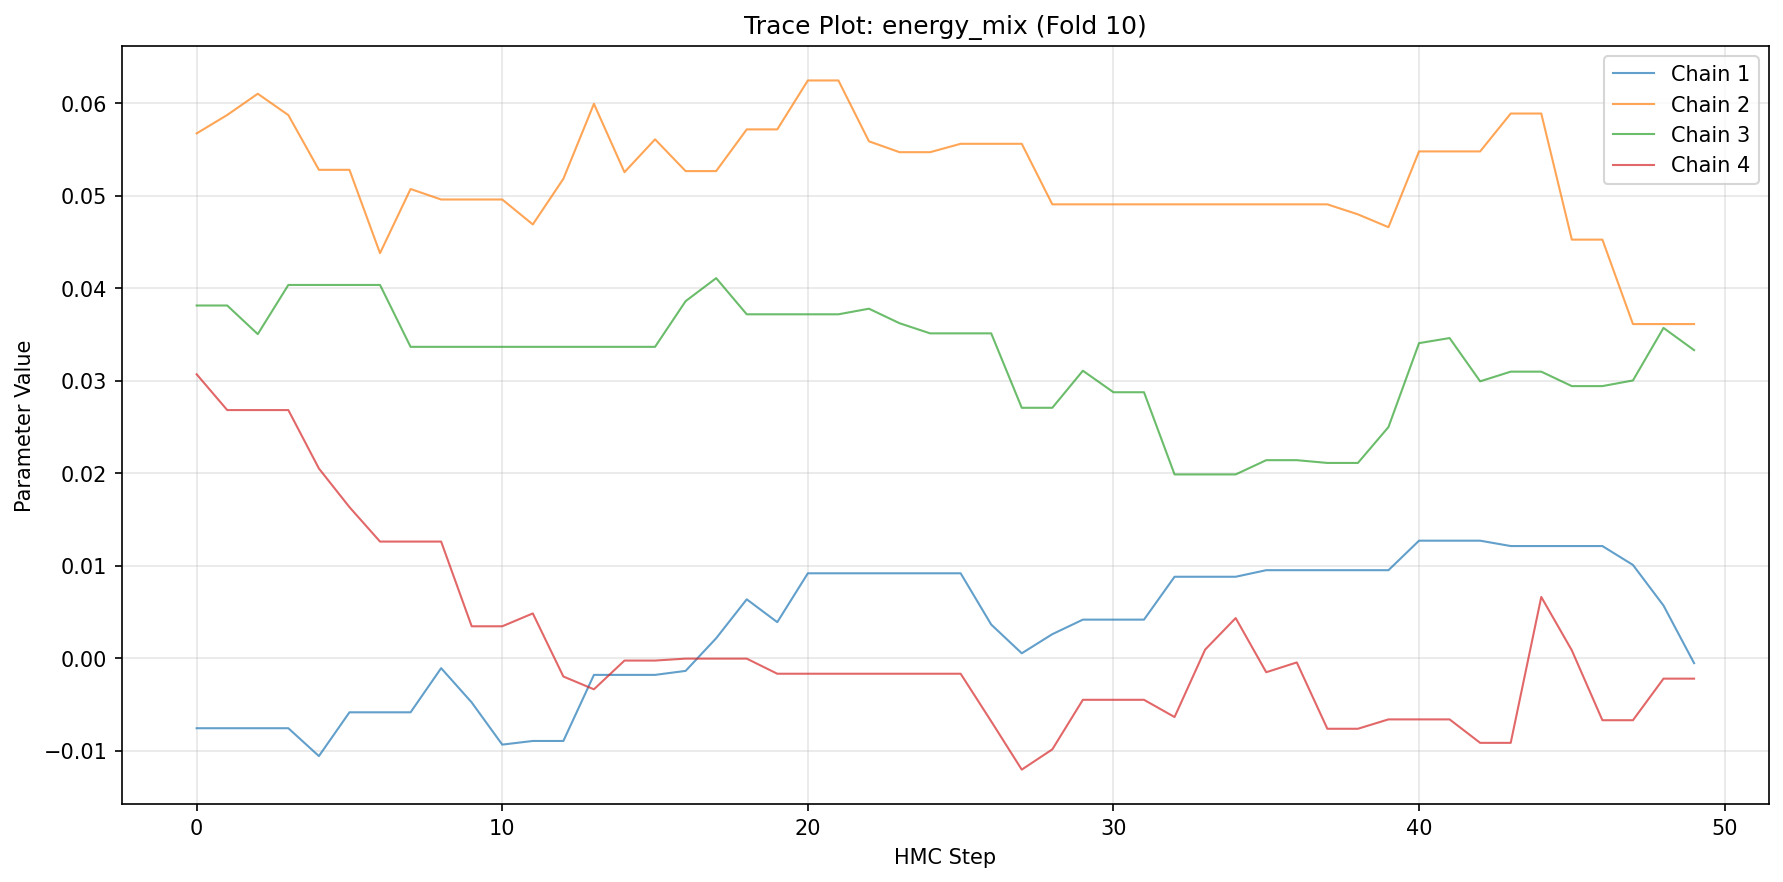 Trace Plot: energy_mix (Fold 10)
Chain 1
Chain 2
Chain 3
Chain 4
0.06
0.05
0.04
0.03
0.02
0.01
0.00
−0.01
Parameter Value
0 10 20 30 40 50
HMC Step